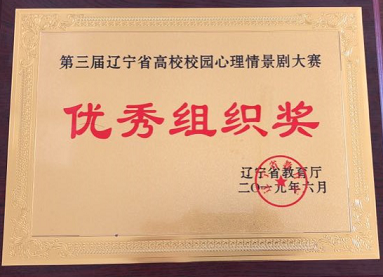 第三届辽宁省高校校园心理情景剧大赛
优秀组织奖
辽宁省教育厅
二〇一九年六月